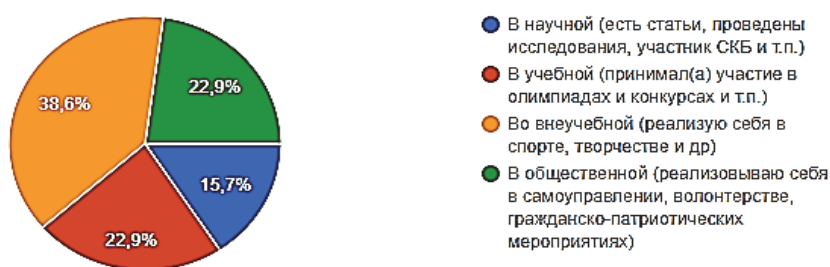 22,9%
38,6%
15,7%
22,9%
В научной (есть статьи, проведены
исследования, участник СКБ и т.п.)
В учебной (принимал(а) участие в
олимпиадах и конкурсах и т.п.)
Во внеучебной (реализую себя в
спорте, творчестве и др)
В общественной (реализовываю себя
в самоуправлении, волонтерстве,
гражданско-патриотических
мероприятиях)